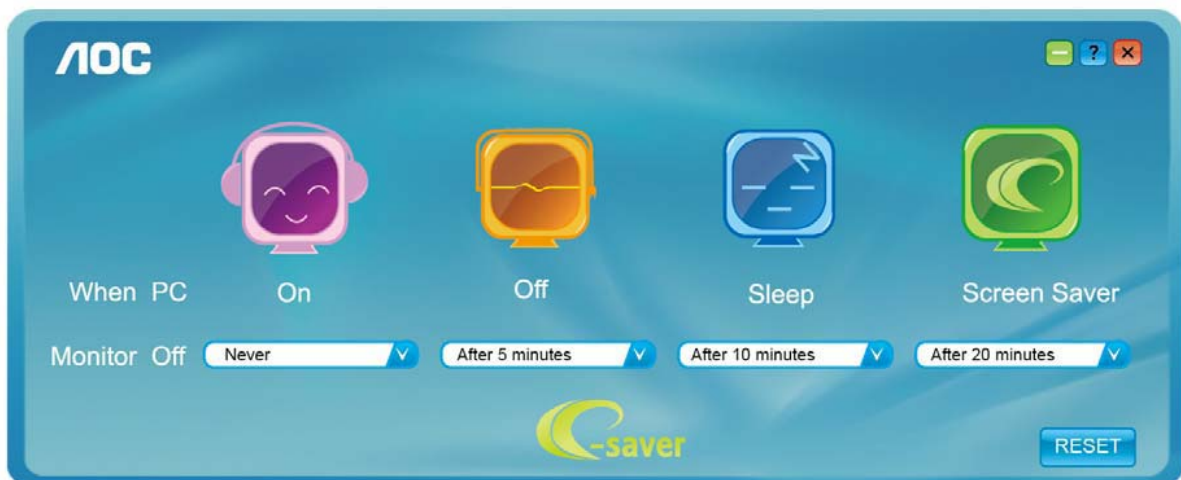 AOC
?
When PC On Off Sleep Screen Saver
Monitor Off Never After 5 minutes After 10 minutes After 20 minutes
e-saver
RESET